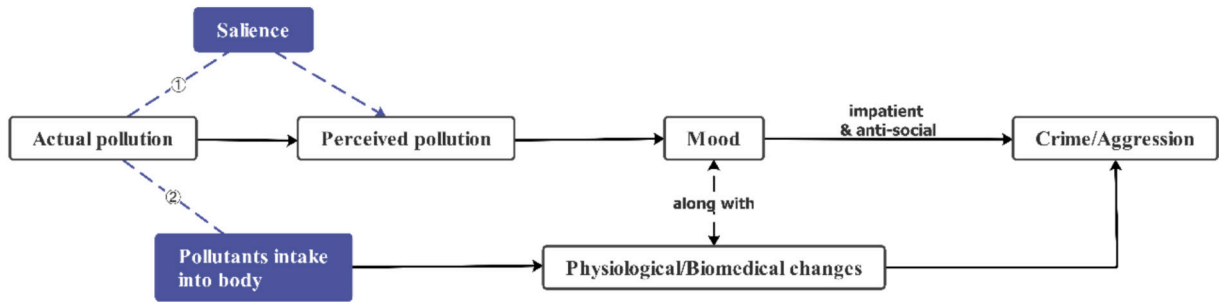 Salience
①
Actual pollution
Perceived pollution
Mood
impatient
& anti-social
Crime/Aggression
②
along with
Pollutants intake
into body
Physiological/Biomedical changes